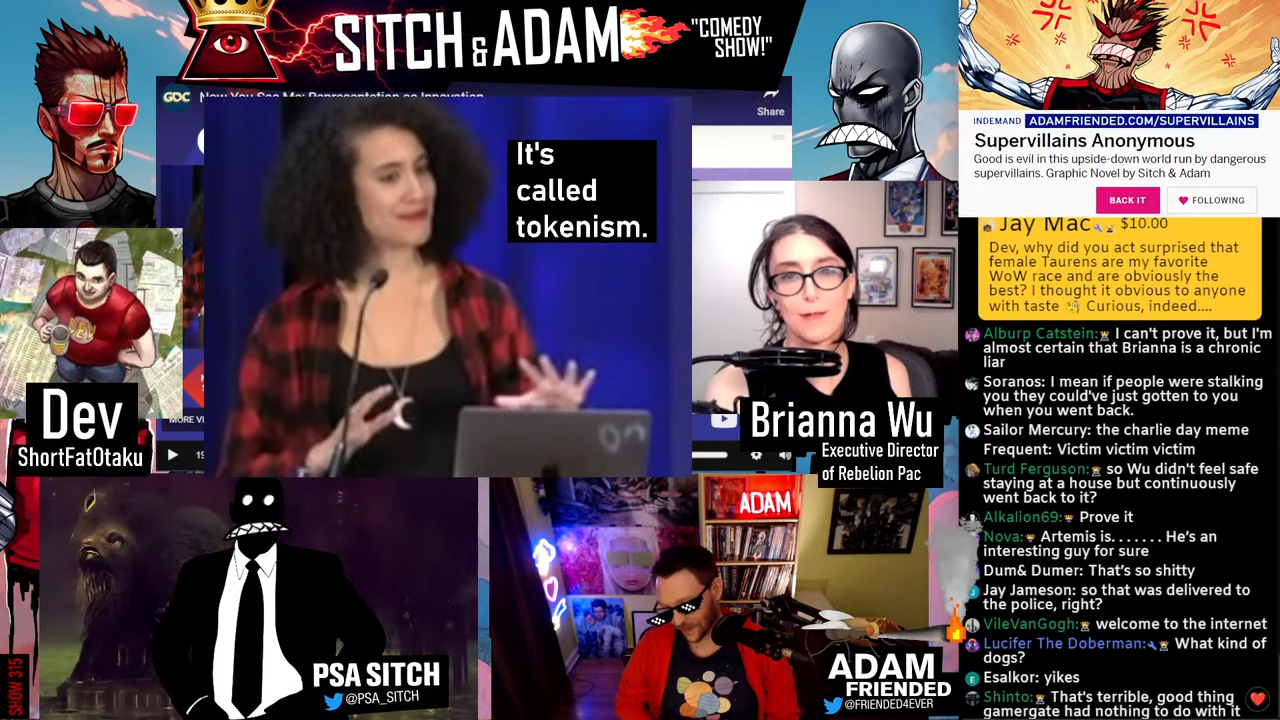 SITCH & ADAM
"COMEDY
SHOW!"
GDC Now You See Me: Representation as Innovation
Share
It's
called
tokenism.
Dev
ShortFatOtaku
MORE VI
Brianna Wu
Executive Director
of Rebelion Pac
ADAM
PSA SITCH
@PSA_SITCH
ADAM
FRIENDED
@FRIENDED4EVER
SHOW 315
INDEMAND ADAMFRIENDED.COM/SUPERVILLAINS
Supervillains Anonymous
Good is evil in this upside-down world run by dangerous
supervillains. Graphic Novel by Sitch & Adam
BACK IT
FOLLOWING
Jay Mac $10.00
Dev, why did you act surprised that
female Taurens are my favorite
WoW race and are obviously the
best? I thought it obvious to anyone
with taste Curious, indeed....
Alburp Catstein: I can't prove it, but I'm
almost certain that Brianna is a chronic
liar
Soranos: I mean if people were stalking
you they could've just gotten to you
when you went back.
Sailor Mercury: the charlie day meme
Frequent: Victim victim victim
Turd Ferguson: so Wu didn't feel safe
staying at a house but continuously
went back to it?
Alkalion69: Prove it
Nova: Artemis is. . . . . . . He's an
interesting guy for sure
Dum& Dumer: That's so shitty
Jay Jameson: so that was delivered to
the police, right?
VileVanGogh: welcome to the internet
Lucifer The Doberman: What kind of
dogs?
Esalkor: yikes
Shinto: That's terrible, good thing
gamergate had nothing to do with it